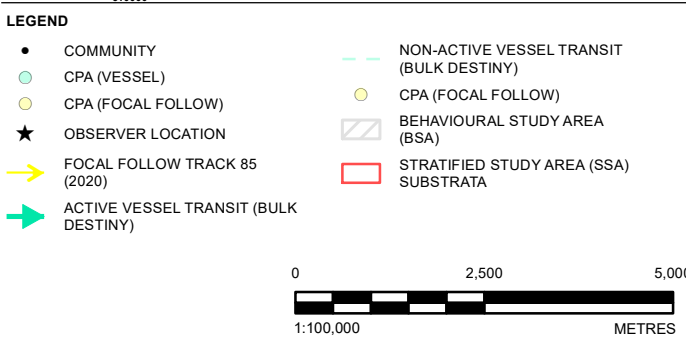 LEGEND
COMMUNITY
CPA (VESSEL)
CPA (FOCAL FOLLOW)
OBSERVER LOCATION
FOCAL FOLLOW TRACK 85
(2020)
ACTIVE VESSEL TRANSIT (BULK
DESTINY)
NON-ACTIVE VESSEL TRANSIT
(BULK DESTINY)
CPA (FOCAL FOLLOW)
BEHAVIOURAL STUDY AREA
(BSA)
STRATIFIED STUDY AREA (SSA)
SUBSTRATA
0 2,500 5,000
1:100,000 METRES